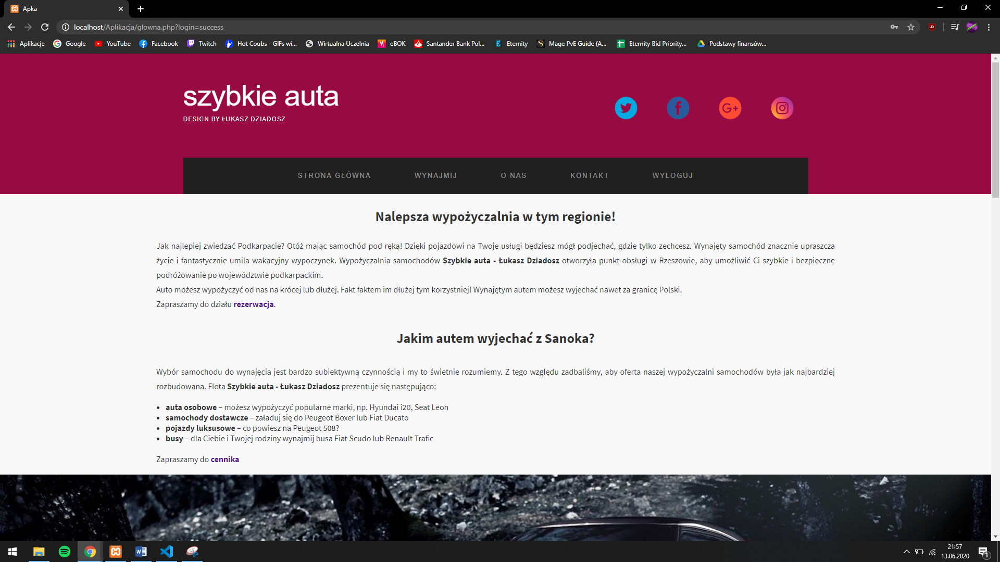 Apka
localhost/Aplikacja/glowna.php?login=success
Aplikacje Google YouTube Facebook Twitch Hot Coubs - GIFs wi... Wirtualna Uczelnia eBOK Santander Bank Pol... Eternity Mage PvE Guide (A... Eternity Bid Priority... Podstawy finansów...
szybkie auta
DESIGN BY ŁUKASZ DZIADOSZ
STRONA GŁÓWNA WYNAJMIJ O NAS KONTAKT WYLOGUJ
Nalepsza wypożyczalnia w tym regionie!
Jak najlepiej zwiedzać Podkarpacie? Otóż mając samochód pod ręką! Dzięki pojazdowi na Twoje usługi będziesz mógł podjechać, gdzie tylko zechcesz. Wynajęty samochód znacznie upraszcza
życie i fantastycznie umila wakacyjny wypoczynek. Wypożyczalnia samochodów Szybkie auta - Łukasz Dziadosz otworzyła punkt obsługi w Rzeszowie, aby umożliwić Ci szybkie i bezpieczne
podróżowanie po województwie podkarpackim.
Auto możesz wypożyczyć od nas na krócej lub dłużej. Fakt faktem im dłużej tym korzystniej! Wynajętym autem możesz wyjechać nawet za granicę Polski.
Zapraszamy do działu rezerwacja.
Jakim autem wyjechać z Sanoka?
Wybór samochodu do wynajęcia jest bardzo subiektywną czynnością i my to świetnie rozumiemy. Z tego względu zadbaliśmy, aby oferta naszej wypożyczalni samochodów była jak najbardziej
rozbudowana. Flota Szybkie auta - Łukasz Dziadosz prezentuje się następująco:
• auta osobowe – możesz wypożyczyć popularne marki, np. Hyundai i20, Seat Leon
• samochody dostawcze – załaduj się do Peugeot Boxer lub Fiat Ducato
• pojazdy luksusowe – co powiesz na Peugeot 508?
• busy – dla Ciebie i Twojej rodziny wynajmij busa Fiat Scudo lub Renault Trafic
Zapraszamy do cennika
21:57
13.06.2020
1